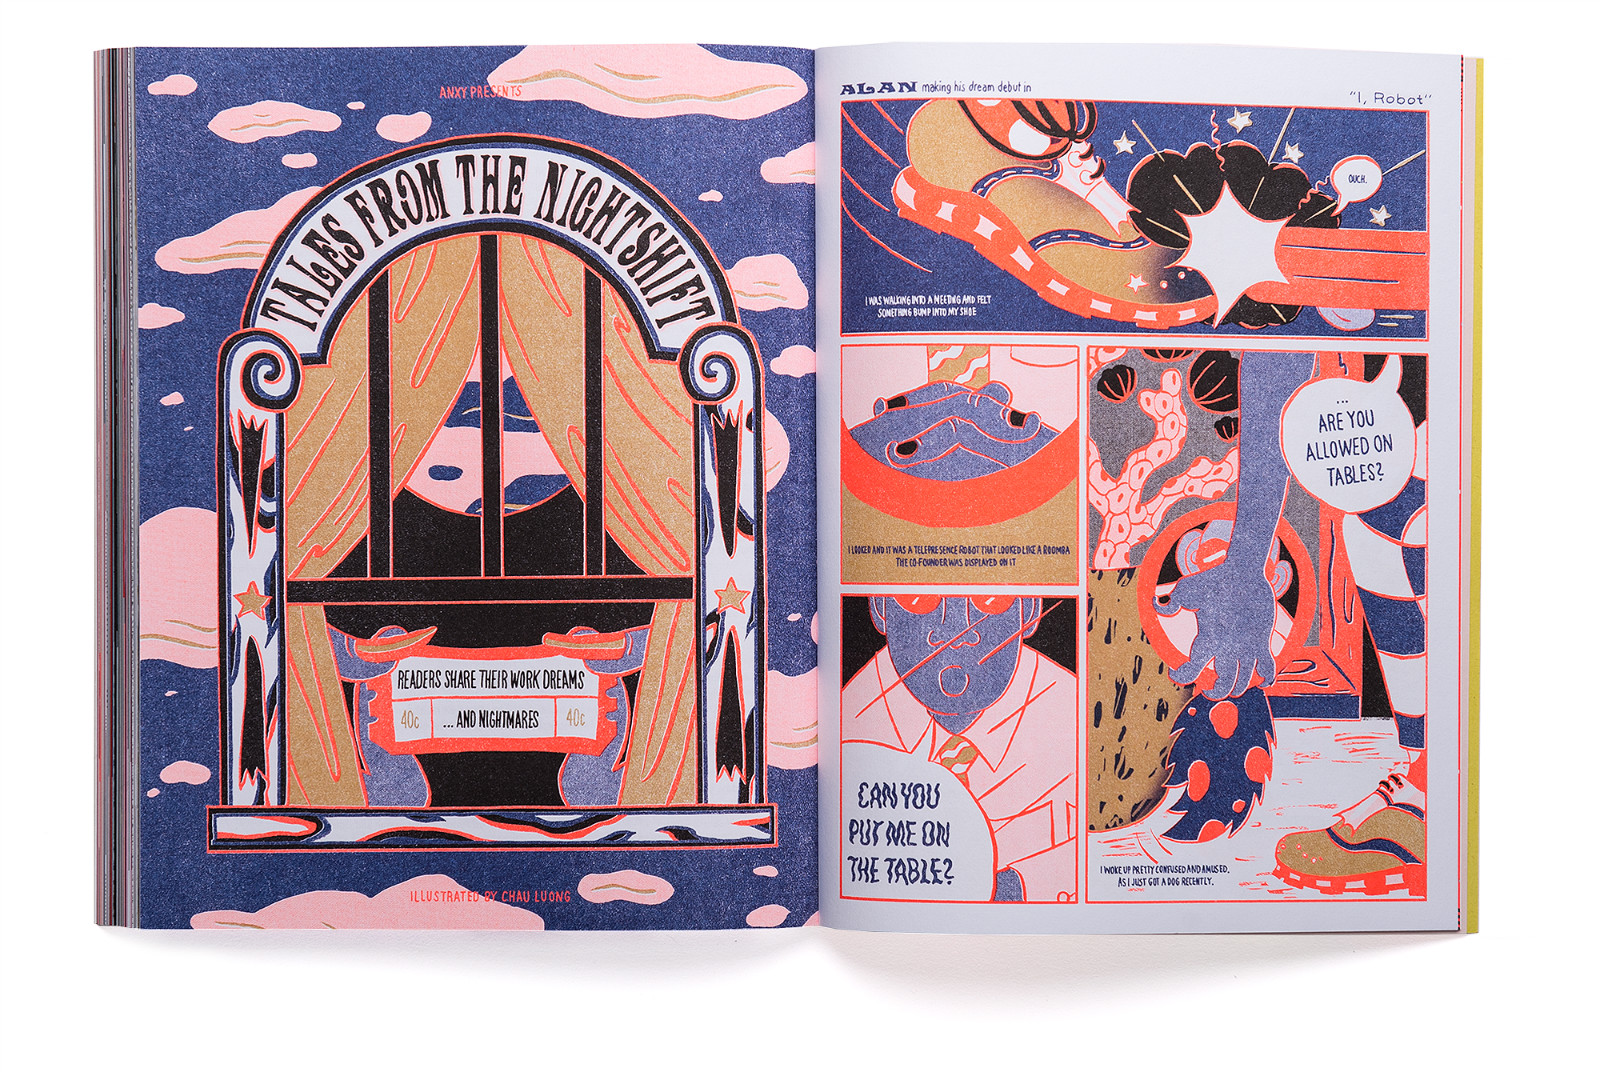 ANXY PRESENTS
TALES FROM THE NIGHTSHIFT
READERS SHARE THEIR WORK DREAMS
40c ...AND NIGHTMARES 40c
ILLUSTRATED BY CHAU LUONG
ALAN making his dream debut in
"I, Robot"
OUCH.
I WAS WALKING INTO A MEETING AND FELT
SOMETHING BUMP INTO MY SHOE
I LOOKED AND IT WAS A TELEPRESENCE ROBOT THAT LOOKED LIKE A ROOMBA
THE CO-FOUNDER WAS DISPLAYED ON IT
CAN YOU
PUT ME ON
THE TABLE?
...
ARE YOU
ALLOWED ON
TABLES?
I WOKE UP PRETTY CONFUSED AND AMUSED.
AS I JUST GOT A DOG RECENTLY.